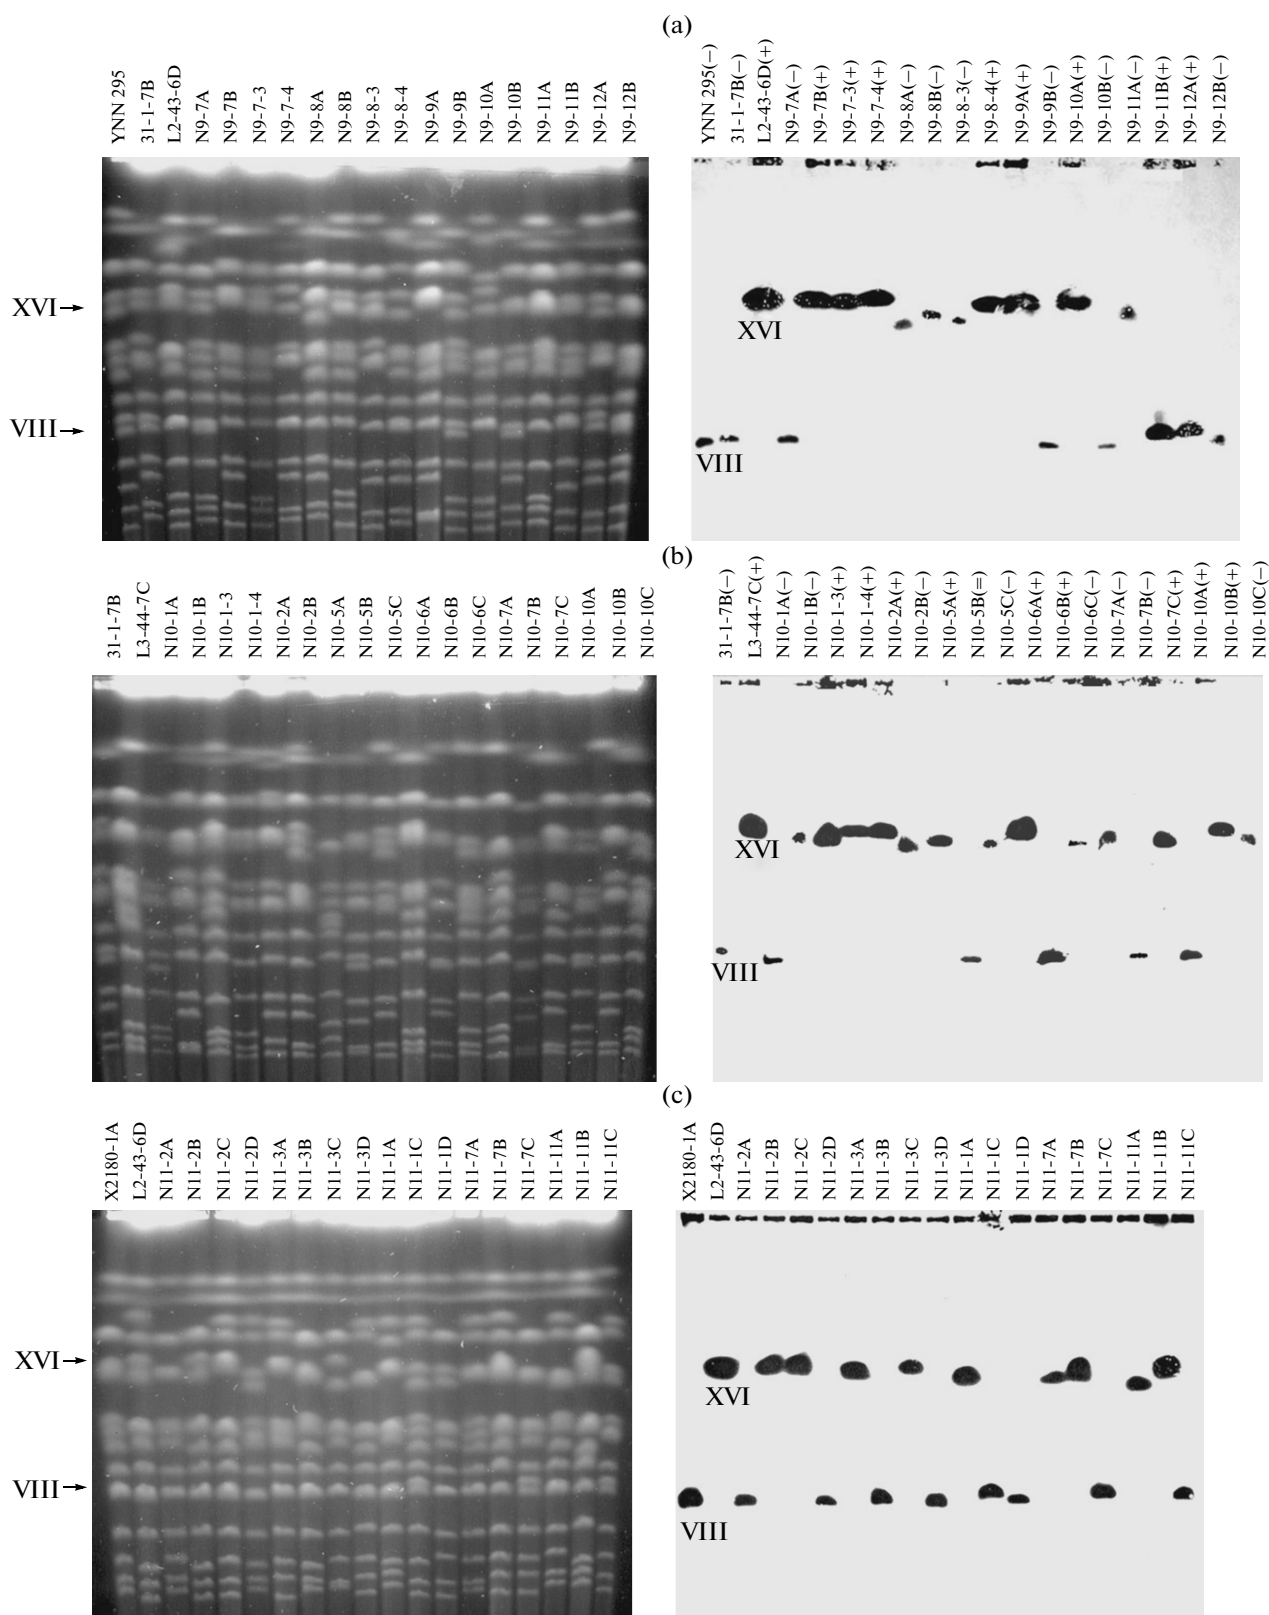 (a)
YNN 295
31-1-7B
L2-43-6D
N9-7A
N9-7B
N9-7-3
N9-7-4
N9-8A
N9-8B
N9-8-3
N9-8-4
N9-9A
N9-9B
N9-10A
N9-10B
N9-11A
N9-11B
N9-12A
N9-12B
YNN 295(–)
31-1-7B(–)
L2-43-6D(+)
N9-7A(–)
N9-7B(+)
N9-7-3(+)
N9-7-4(+)
N9-8A(–)
N9-8B(–)
N9-8-3(–)
N9-8-4(+)
N9-9A(+)
N9-9B(–)
N9-10A(+)
N9-10B(–)
N9-11A(–)
N9-11B(+)
N9-12A(+)
N9-12B(–)
XVI
XVI
VIII
VIII
(b)
31-1-7B
L3-44-7C
N10-1A
N10-1B
N10-1-3
N10-1-4
N10-2A
N10-2B
N10-5A
N10-5B
N10-5C
N10-6A
N10-6B
N10-6C
N10-7A
N10-7B
N10-7C
N10-10A
N10-10B
N10-10C
31-1-7B(–)
L3-44-7C(+)
N10-1A(–)
N10-1B(–)
N10-1-3(+)
N10-1-4(+)
N10-2A(+)
N10-2B(–)
N10-5A(+)
N10-5B(=)
N10-5C(–)
N10-6A(+)
N10-6B(+)
N10-6C(–)
N10-7A(–)
N10-7B(–)
N10-7C(+)
N10-10A(+)
N10-10B(+)
N10-10C(–)
XVI
VIII
(c)
X2180-1A
L2-43-6D
N11-2A
N11-2B
N11-2C
N11-2D
N11-3A
N11-3B
N11-3C
N11-3D
N11-1A
N11-1C
N11-1D
N11-7A
N11-7B
N11-7C
N11-11A
N11-11B
N11-11C
X2180-1A
L2-43-6D
N11-2A
N11-2B
N11-2C
N11-2D
N11-3A
N11-3B
N11-3C
N11-3D
N11-1A
N11-1C
N11-1D
N11-7A
N11-7B
N11-7C
N11-11A
N11-11B
N11-11C
XVI
XVI
VIII
VIII